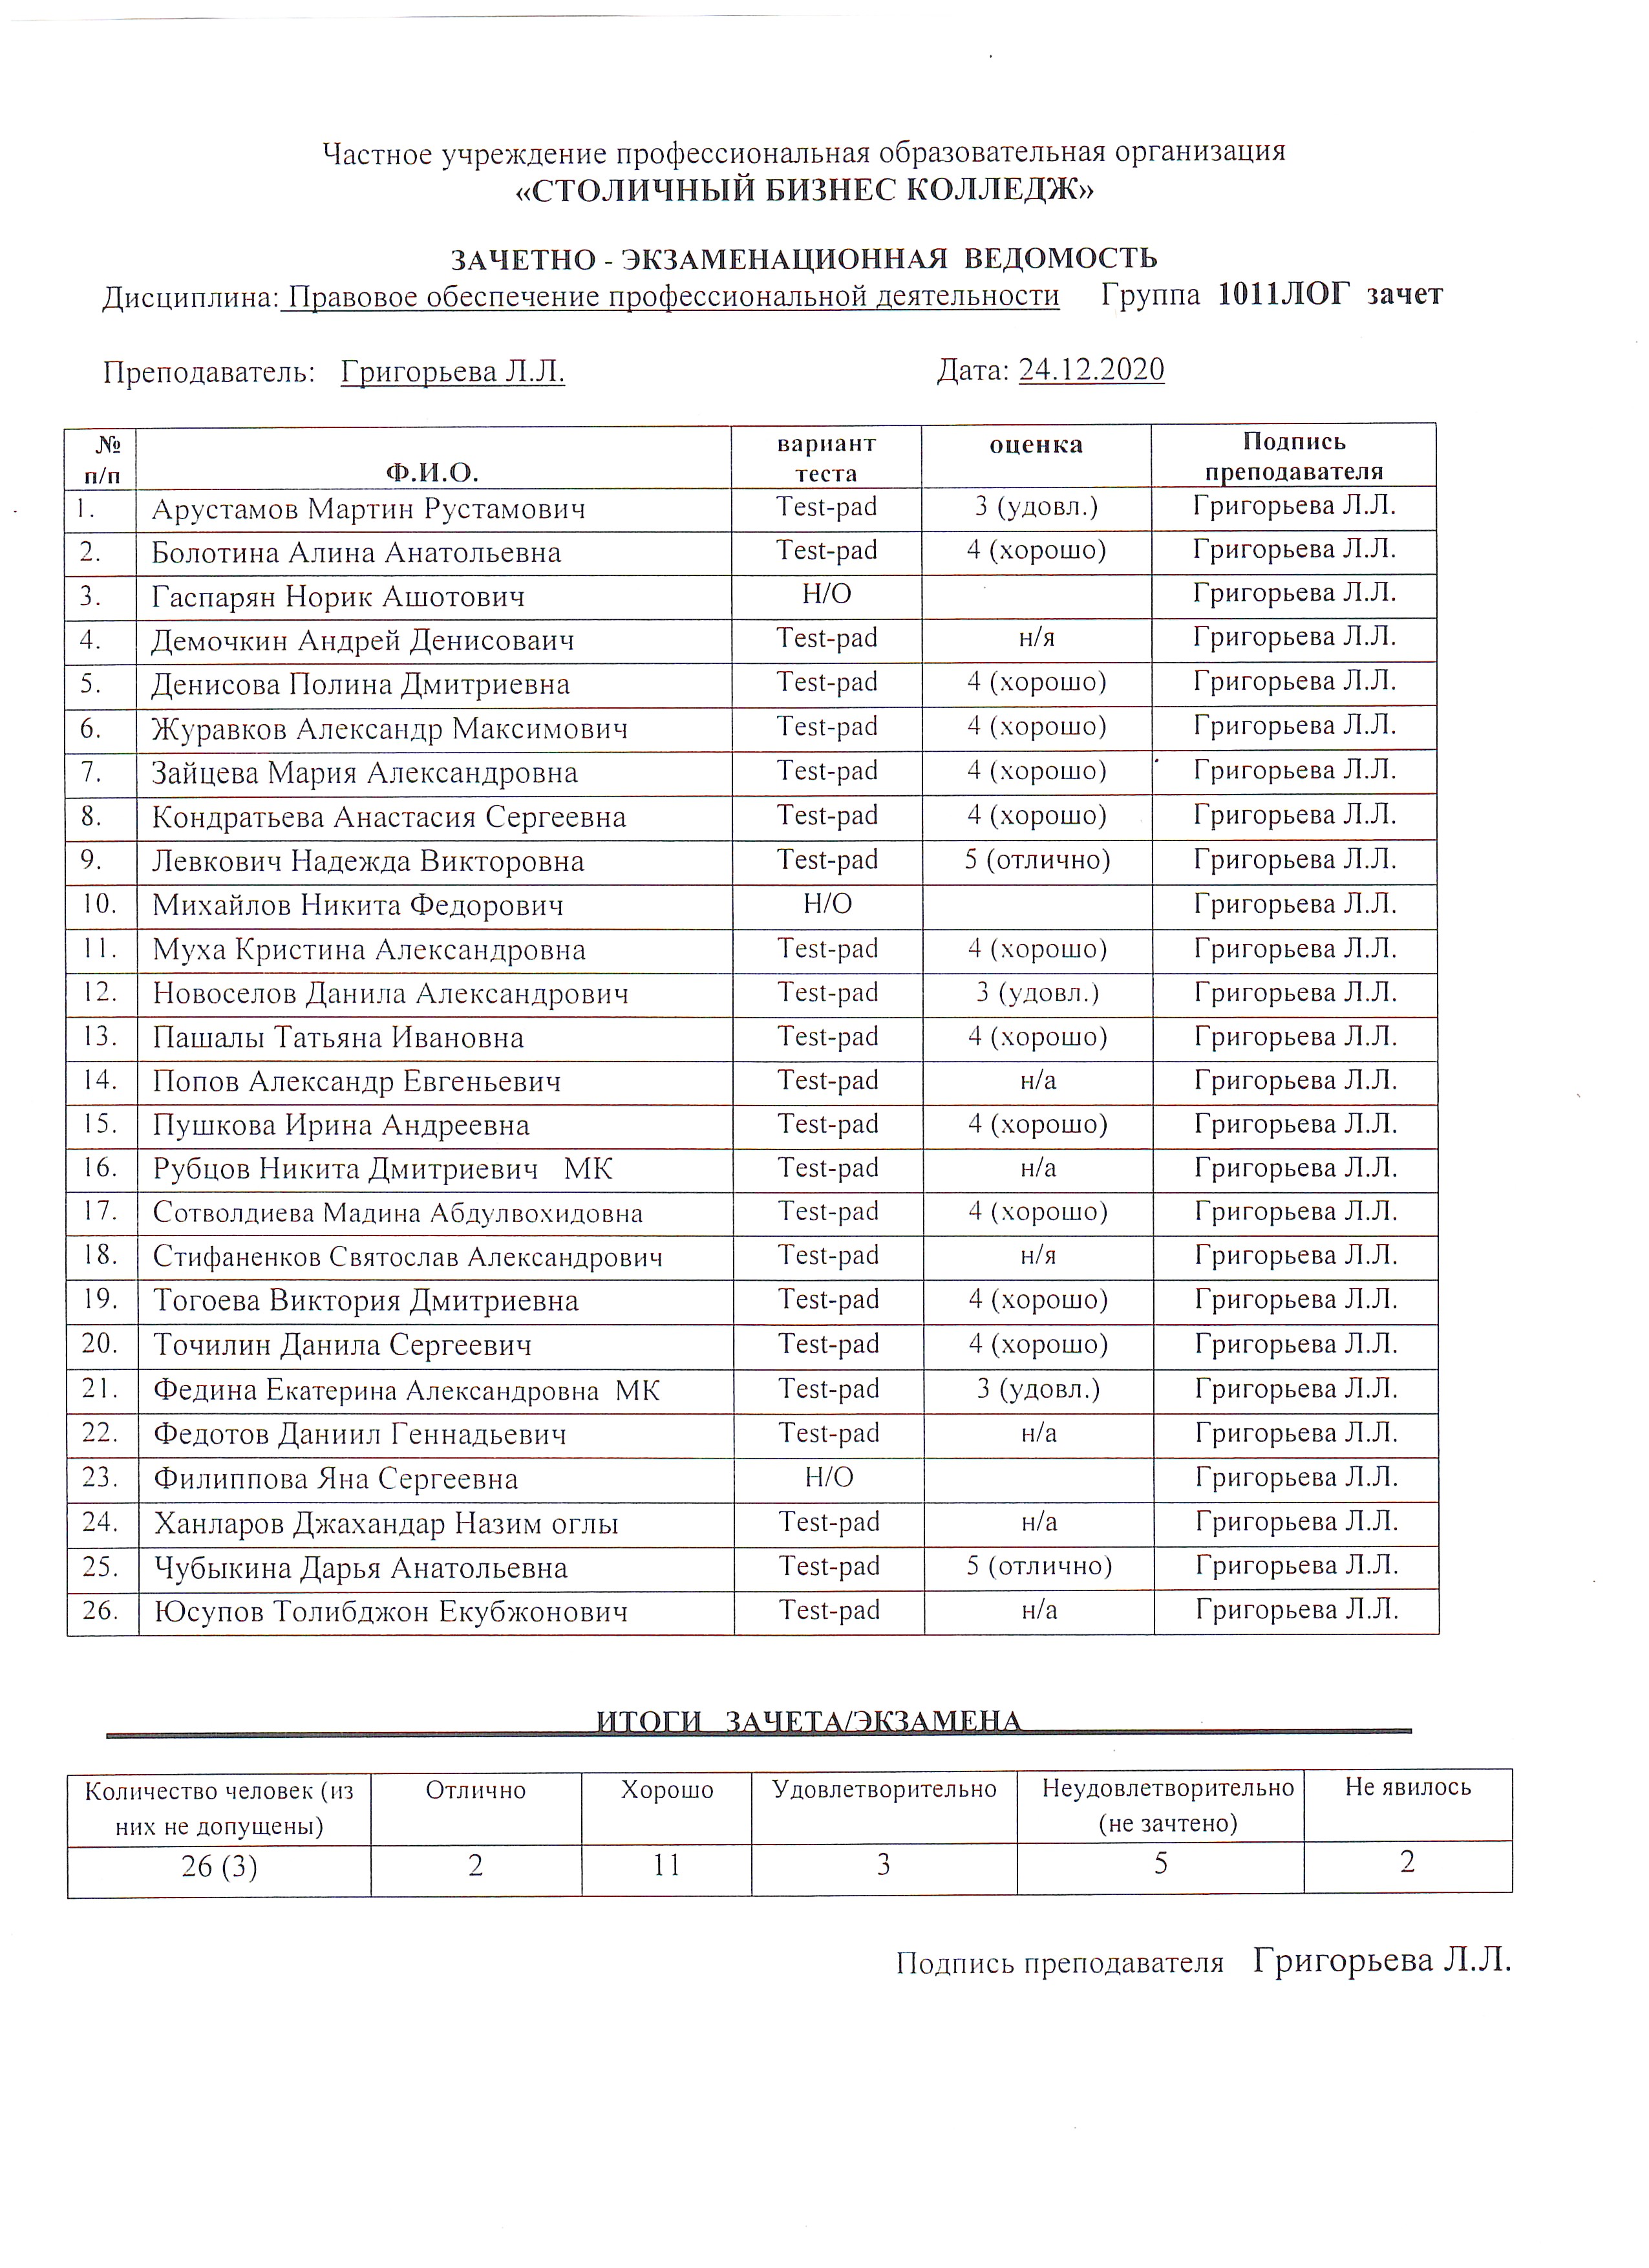 Частное учреждение профессиональная образовательная организация
«СТОЛИЧНЫЙ БИЗНЕС КОЛЛЕДЖ»
ЗАЧЕТНО - ЭКЗАМЕНАЦИОННАЯ ВЕДОМОСТЬ
Дисциплина: Правовое обеспечение профессиональной деятельности Группа 1011ЛОГ зачет
Преподаватель: Григорьева Л.Л. Дата: 24.12.2020
№ п/п Ф.И.О. вариант теста оценка Подпись преподавателя
1. Арустамов Мартин Рустамович Test-pad 3 (удовл.) Григорьева Л.Л.
2. Болотина Алина Анатольевна Test-pad 4 (хорошо) Григорьева Л.Л.
3. Гаспарян Норик Ашотович Н/О Григорьева Л.Л.
4. Демочкин Андрей Денисоваич Test-pad н/я Григорьева Л.Л.
5. Денисова Полина Дмитриевна Test-pad 4 (хорошо) Григорьева Л.Л.
6. Журавков Александр Максимович Test-pad 4 (хорошо) Григорьева Л.Л.
7. Зайцева Мария Александровна Test-pad 4 (хорошо) Григорьева Л.Л.
8. Кондратьева Анастасия Сергеевна Test-pad 4 (хорошо) Григорьева Л.Л.
9. Левкович Надежда Викторовна Test-pad 5 (отлично) Григорьева Л.Л.
10. Михайлов Никита Федорович Н/О Григорьева Л.Л.
11. Муха Кристина Александровна Test-pad 4 (хорошо) Григорьева Л.Л.
12. Новоселов Данила Александрович Test-pad 3 (удовл.) Григорьева Л.Л.
13. Пашалы Татьяна Ивановна Test-pad 4 (хорошо) Григорьева Л.Л.
14. Попов Александр Евгеньевич Test-pad н/а Григорьева Л.Л.
15. Пушкова Ирина Андреевна Test-pad 4 (хорошо) Григорьева Л.Л.
16. Рубцов Никита Дмитриевич МК Test-pad н/а Григорьева Л.Л.
17. Сотволдиева Мадина Абдулвохидовна Test-pad 4 (хорошо) Григорьева Л.Л.
18. Стифаненков Святослав Александрович Test-pad н/я Григорьева Л.Л.
19. Тогоева Виктория Дмитриевна Test-pad 4 (хорошо) Григорьева Л.Л.
20. Точилин Данила Сергеевич Test-pad 4 (хорошо) Григорьева Л.Л.
21. Федина Екатерина Александровна МК Test-pad 3 (удовл.) Григорьева Л.Л.
22. Федотов Даниил Геннадьевич Test-pad н/а Григорьева Л.Л.
23. Филиппова Яна Сергеевна Н/О Григорьева Л.Л.
24. Ханларов Джахандар Назим оглы Test-pad н/а Григорьева Л.Л.
25. Чубыкина Дарья Анатольевна Test-pad 5 (отлично) Григорьева Л.Л.
26. Юсупов Толибджон Екубжонович Test-pad н/а Григорьева Л.Л.
ИТОГИ ЗАЧЕТА/ЭКЗАМЕНА
Количество человек (из них не допущены) Отлично Хорошо Удовлетворительно Неудовлетворительно (не зачтено) Не явилось
26 (3) 2 11 3 5 2
Подпись преподавателя Григорьева Л.Л.